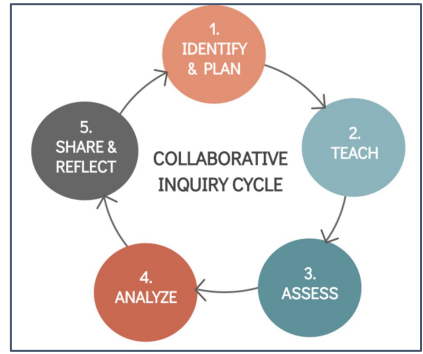 1.
IDENTIFY
& PLAN
2.
TEACH
3.
ASSESS
4.
ANALYZE
5.
SHARE &
REFLECT
COLLABORATIVE
INQUIRY CYCLE